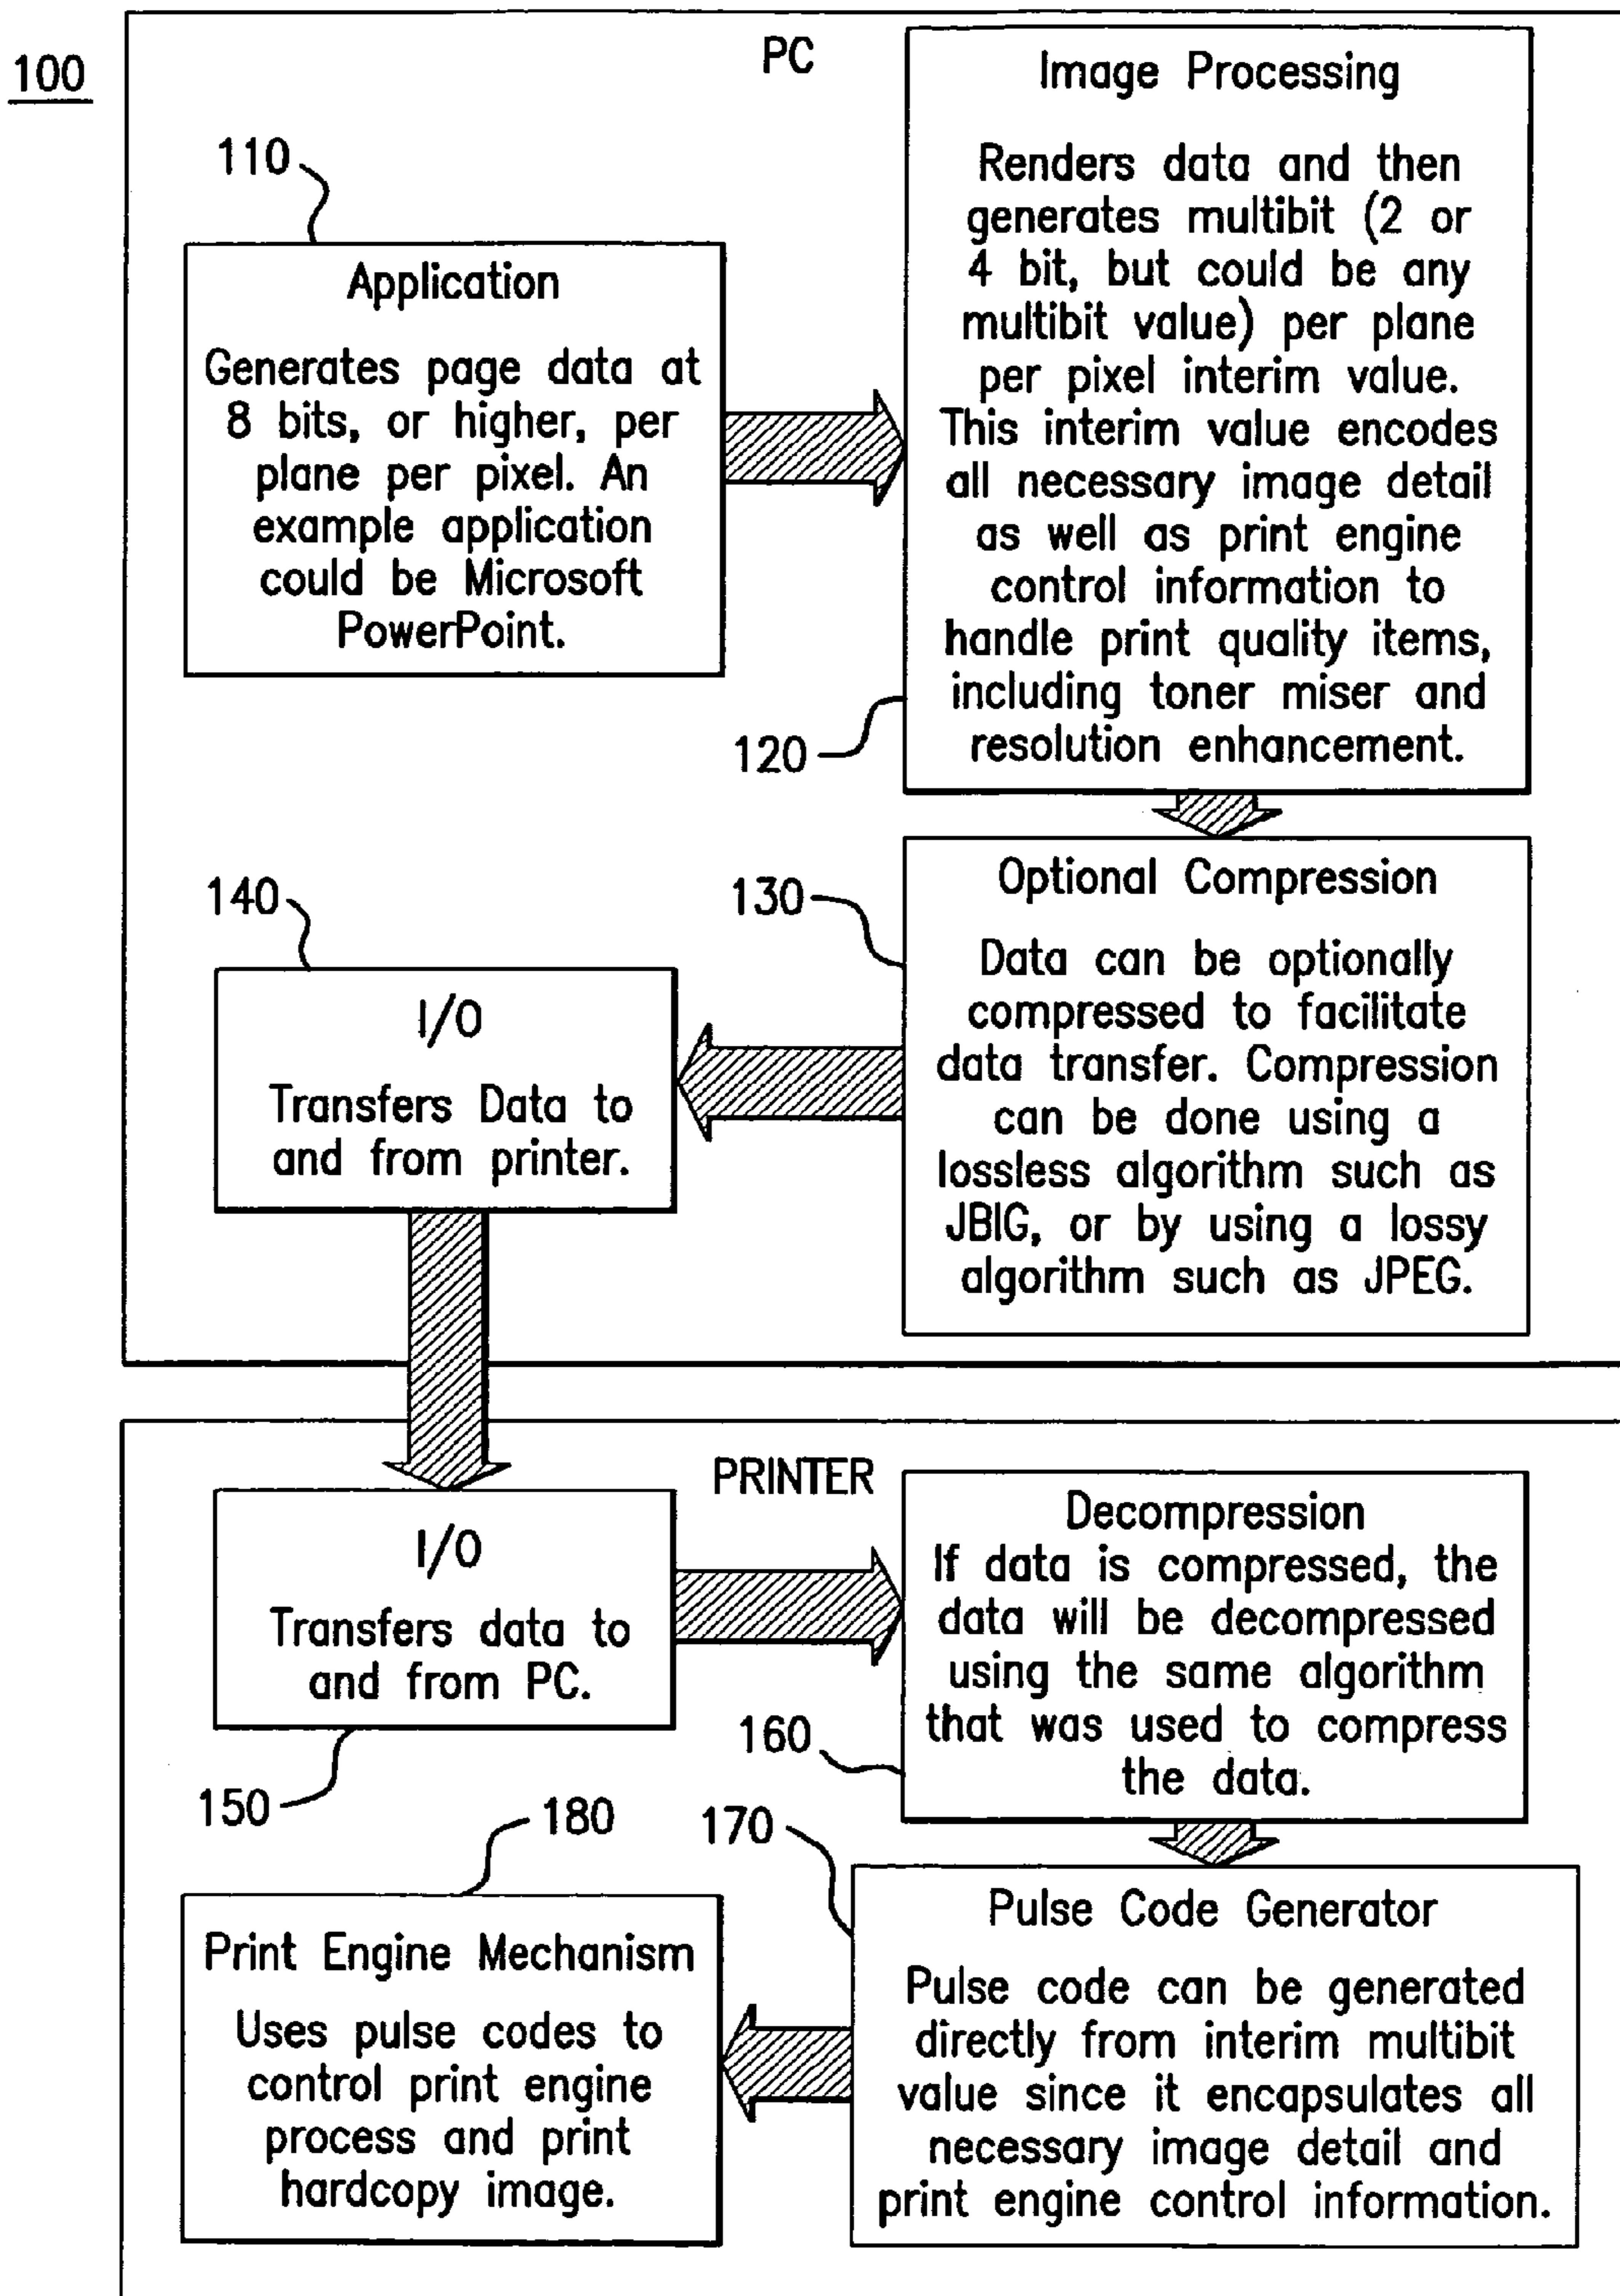 100
PC
110
Application
Generates page data at
8 bits, or higher, per
plane per pixel. An
example application
could be Microsoft
PowerPoint.
Image Processing
Renders data and then
generates multibit (2 or
4 bit, but could be any
multibit value) per plane
per pixel interim value.
This interim value encodes
all necessary image detail
as well as print engine
control information to
handle print quality items,
including toner miser and
resolution enhancement.
120
130
Optional Compression
Data can be optionally
compressed to facilitate
data transfer. Compression
can be done using a
lossless algorithm such as
JBIG, or by using a lossy
algorithm such as JPEG.
140
I/O
Transfers Data to
and from printer.
PRINTER
I/O
Transfers data to
and from PC.
150
Decompression
If data is compressed, the
data will be decompressed
using the same algorithm
that was used to compress
the data.
160
170
Pulse Code Generator
Pulse code can be generated
directly from interim multibit
value since it encapsulates all
necessary image detail and
print engine control information.
180
Print Engine Mechanism
Uses pulse codes to
control print engine
process and print
hardcopy image.